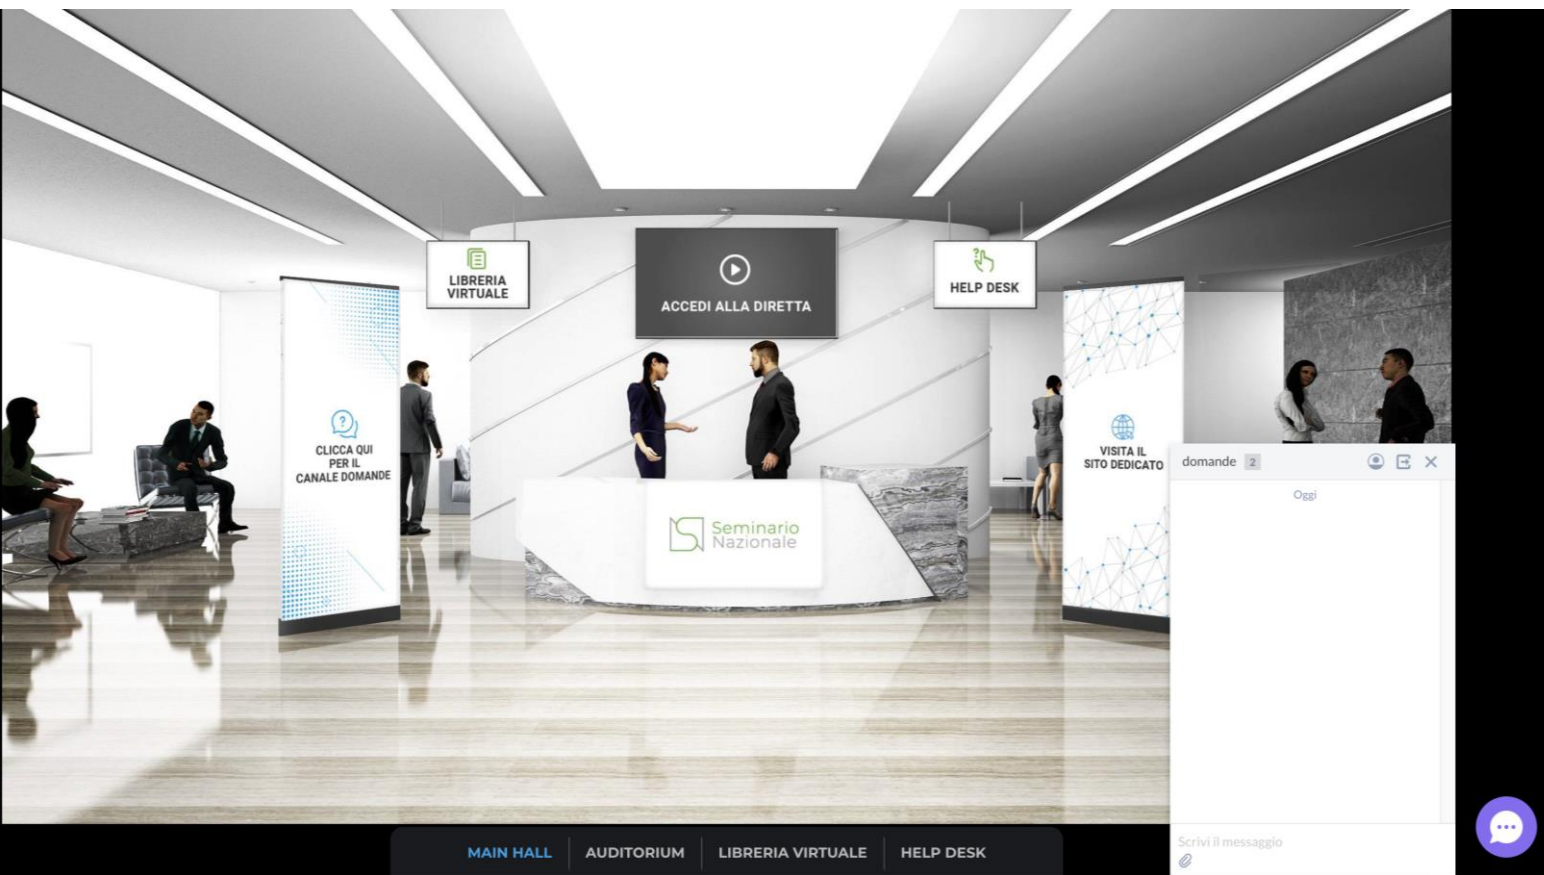 LIBRERIA
VIRTUALE
ACCEDI ALLA DIRETTA
HELP DESK
CLICCA QUI
PER IL
CANALE DOMANDE
VISITA IL
SITO DEDICATO
Seminario
Nazionale
domande 2
Oggi
Scrivi il messaggio
MAIN HALL
AUDITORIUM
LIBRERIA VIRTUALE
HELP DESK